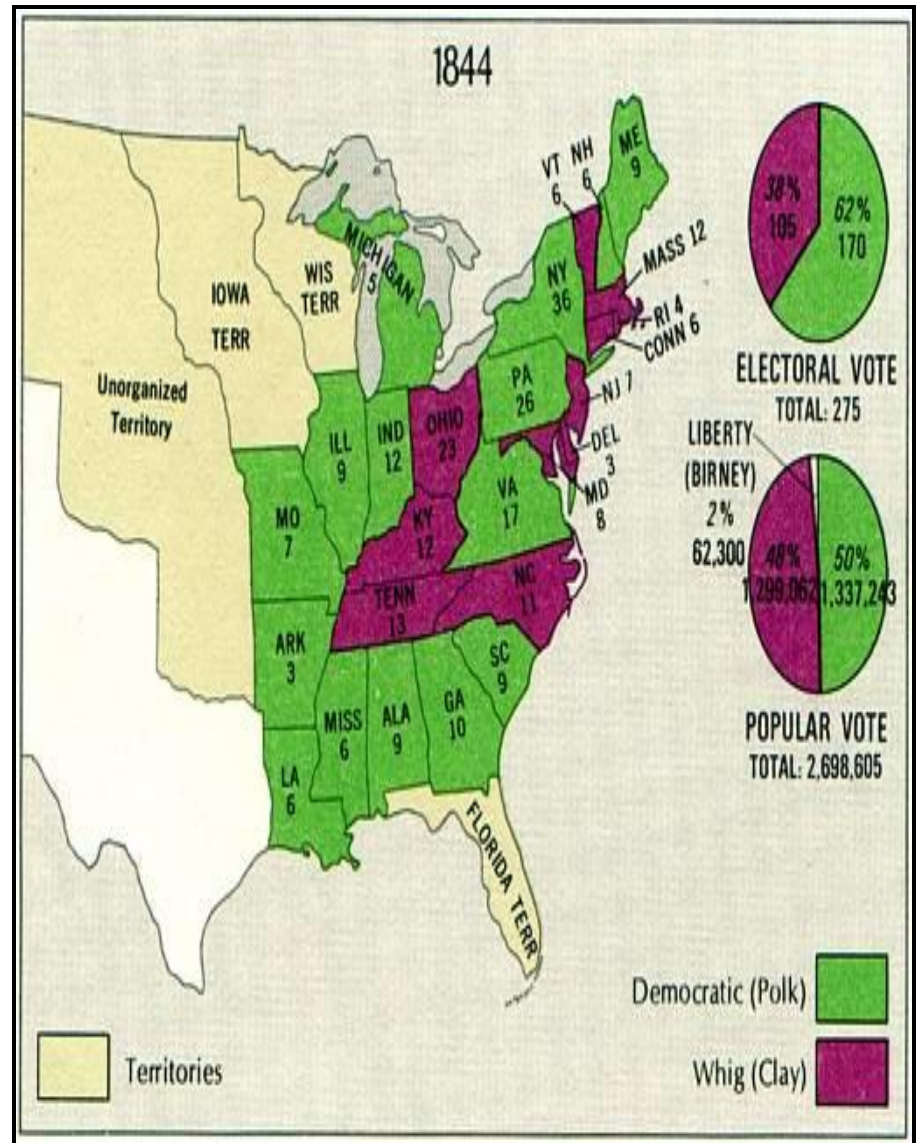 1844
VT
6
NH
6
ME
9
MASS 12
RI 4
CONN 6
NY
36
MICHIGAN
5
WIS
TERR
IOWA
TERR
Unorganized
Territory
PA
26
NJ 7
DEL
3
MD
8
OHIO
23
IND
12
ILL
9
VA
17
MO
7
KY
12
NC
11
TENN
13
ARK
3
SC
9
MISS
6
ALA
9
GA
10
LA
6
FLORIDA TERR
38%
105
62%
170
ELECTORAL VOTE
TOTAL: 275
LIBERTY
(BIRNEY)
2%
62,300
48%
1,299,062
50%
1,337,243
POPULAR VOTE
TOTAL: 2,698,605
Democratic (Polk)
Whig (Clay)
Territories